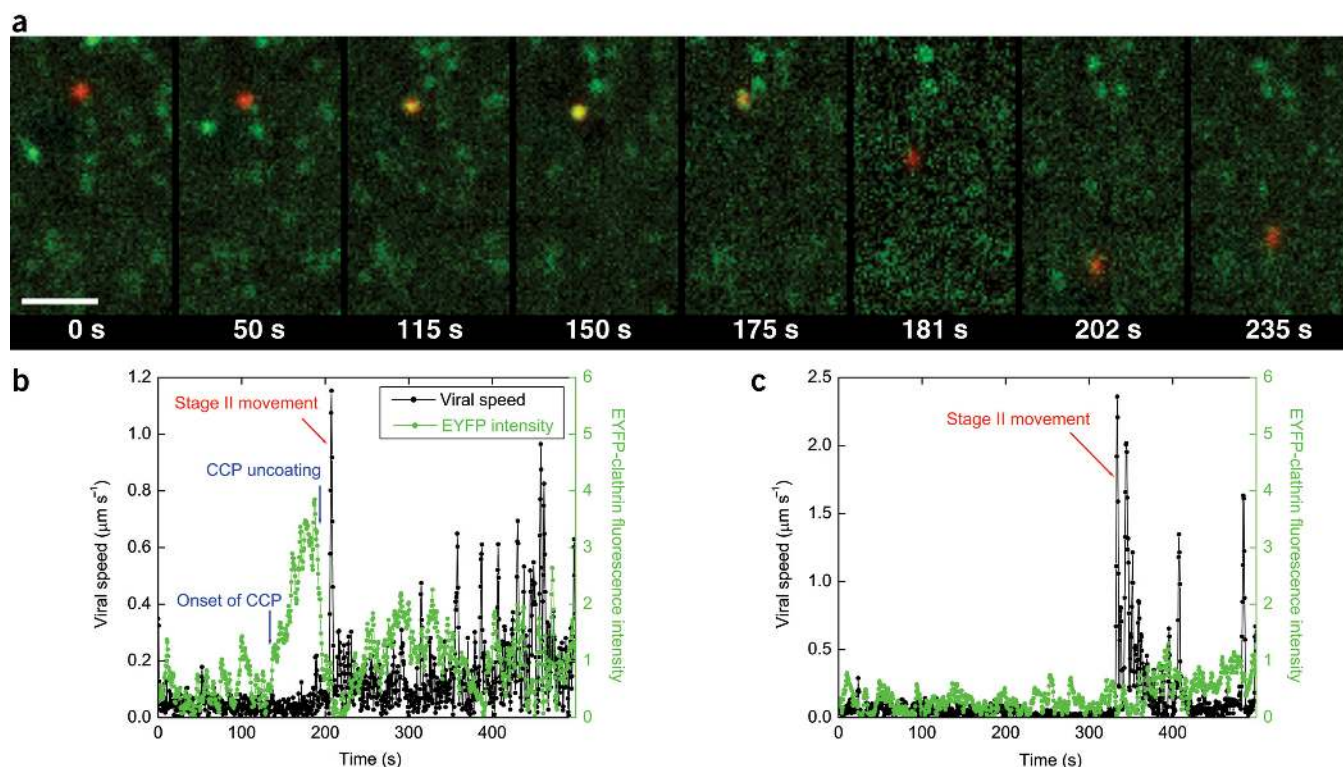 a
0 s 50 s 115 s 150 s 175 s 181 s 202 s 235 s
b
1.2
1.0
0.8
0.6
0.4
0.2
0.0
Viral speed (μm s⁻¹)
Stage II movement
CCP uncoating
Onset of CCP
Viral speed
EYFP intensity
6
5
4
3
2
1
0
EYFP-clathrin fluorescence intensity
0 100 200 300 400
Time (s)
c
2.5
2.0
1.5
1.0
0.5
0.0
Viral speed (μm s⁻¹)
Stage II movement
6
5
4
3
2
1
0
EYFP-clathrin fluorescence intensity
0 100 200 300 400
Time (s)